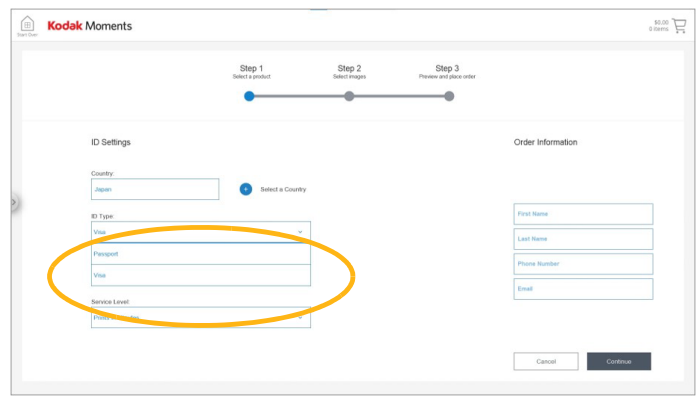 Start Over
Kodak Moments
$0.00
0 items
Step 1
Select a product
Step 2
Select images
Step 3
Preview and place order
ID Settings
Order Information
Country:
Japan
+
Select a Country
ID Type:
Visa
Passport
Visa
Service Level:
First Name
Last Name
Phone Number
Email
Cancel
Continue